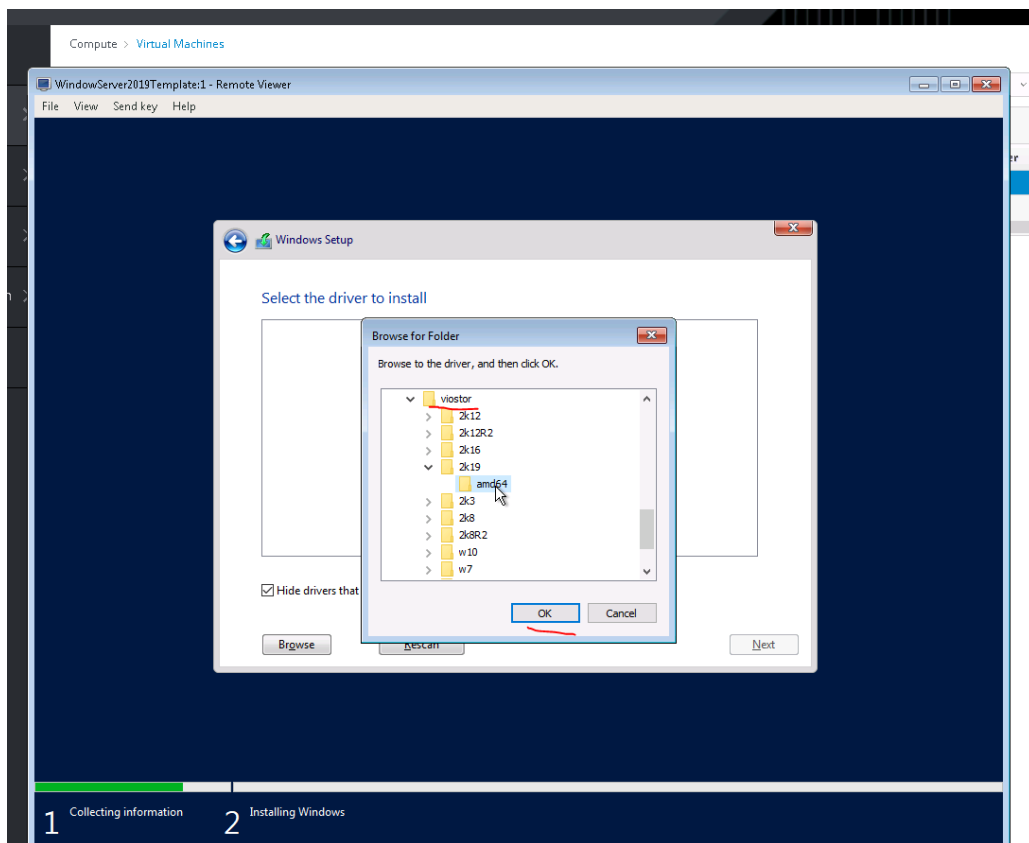 Compute > Virtual Machines
WindowServer2019Template:1 - Remote Viewer
File View Send key Help
er
Windows Setup
n
Select the driver to install
Browse for Folder
Browse to the driver, and then click OK.
viostor
2k12
2k12R2
2k16
2k19
amd64
2k3
2k8
2k8R2
w10
w7
Hide drivers that
OK Cancel
Browse Rescan Next
1 Collecting information 2 Installing Windows